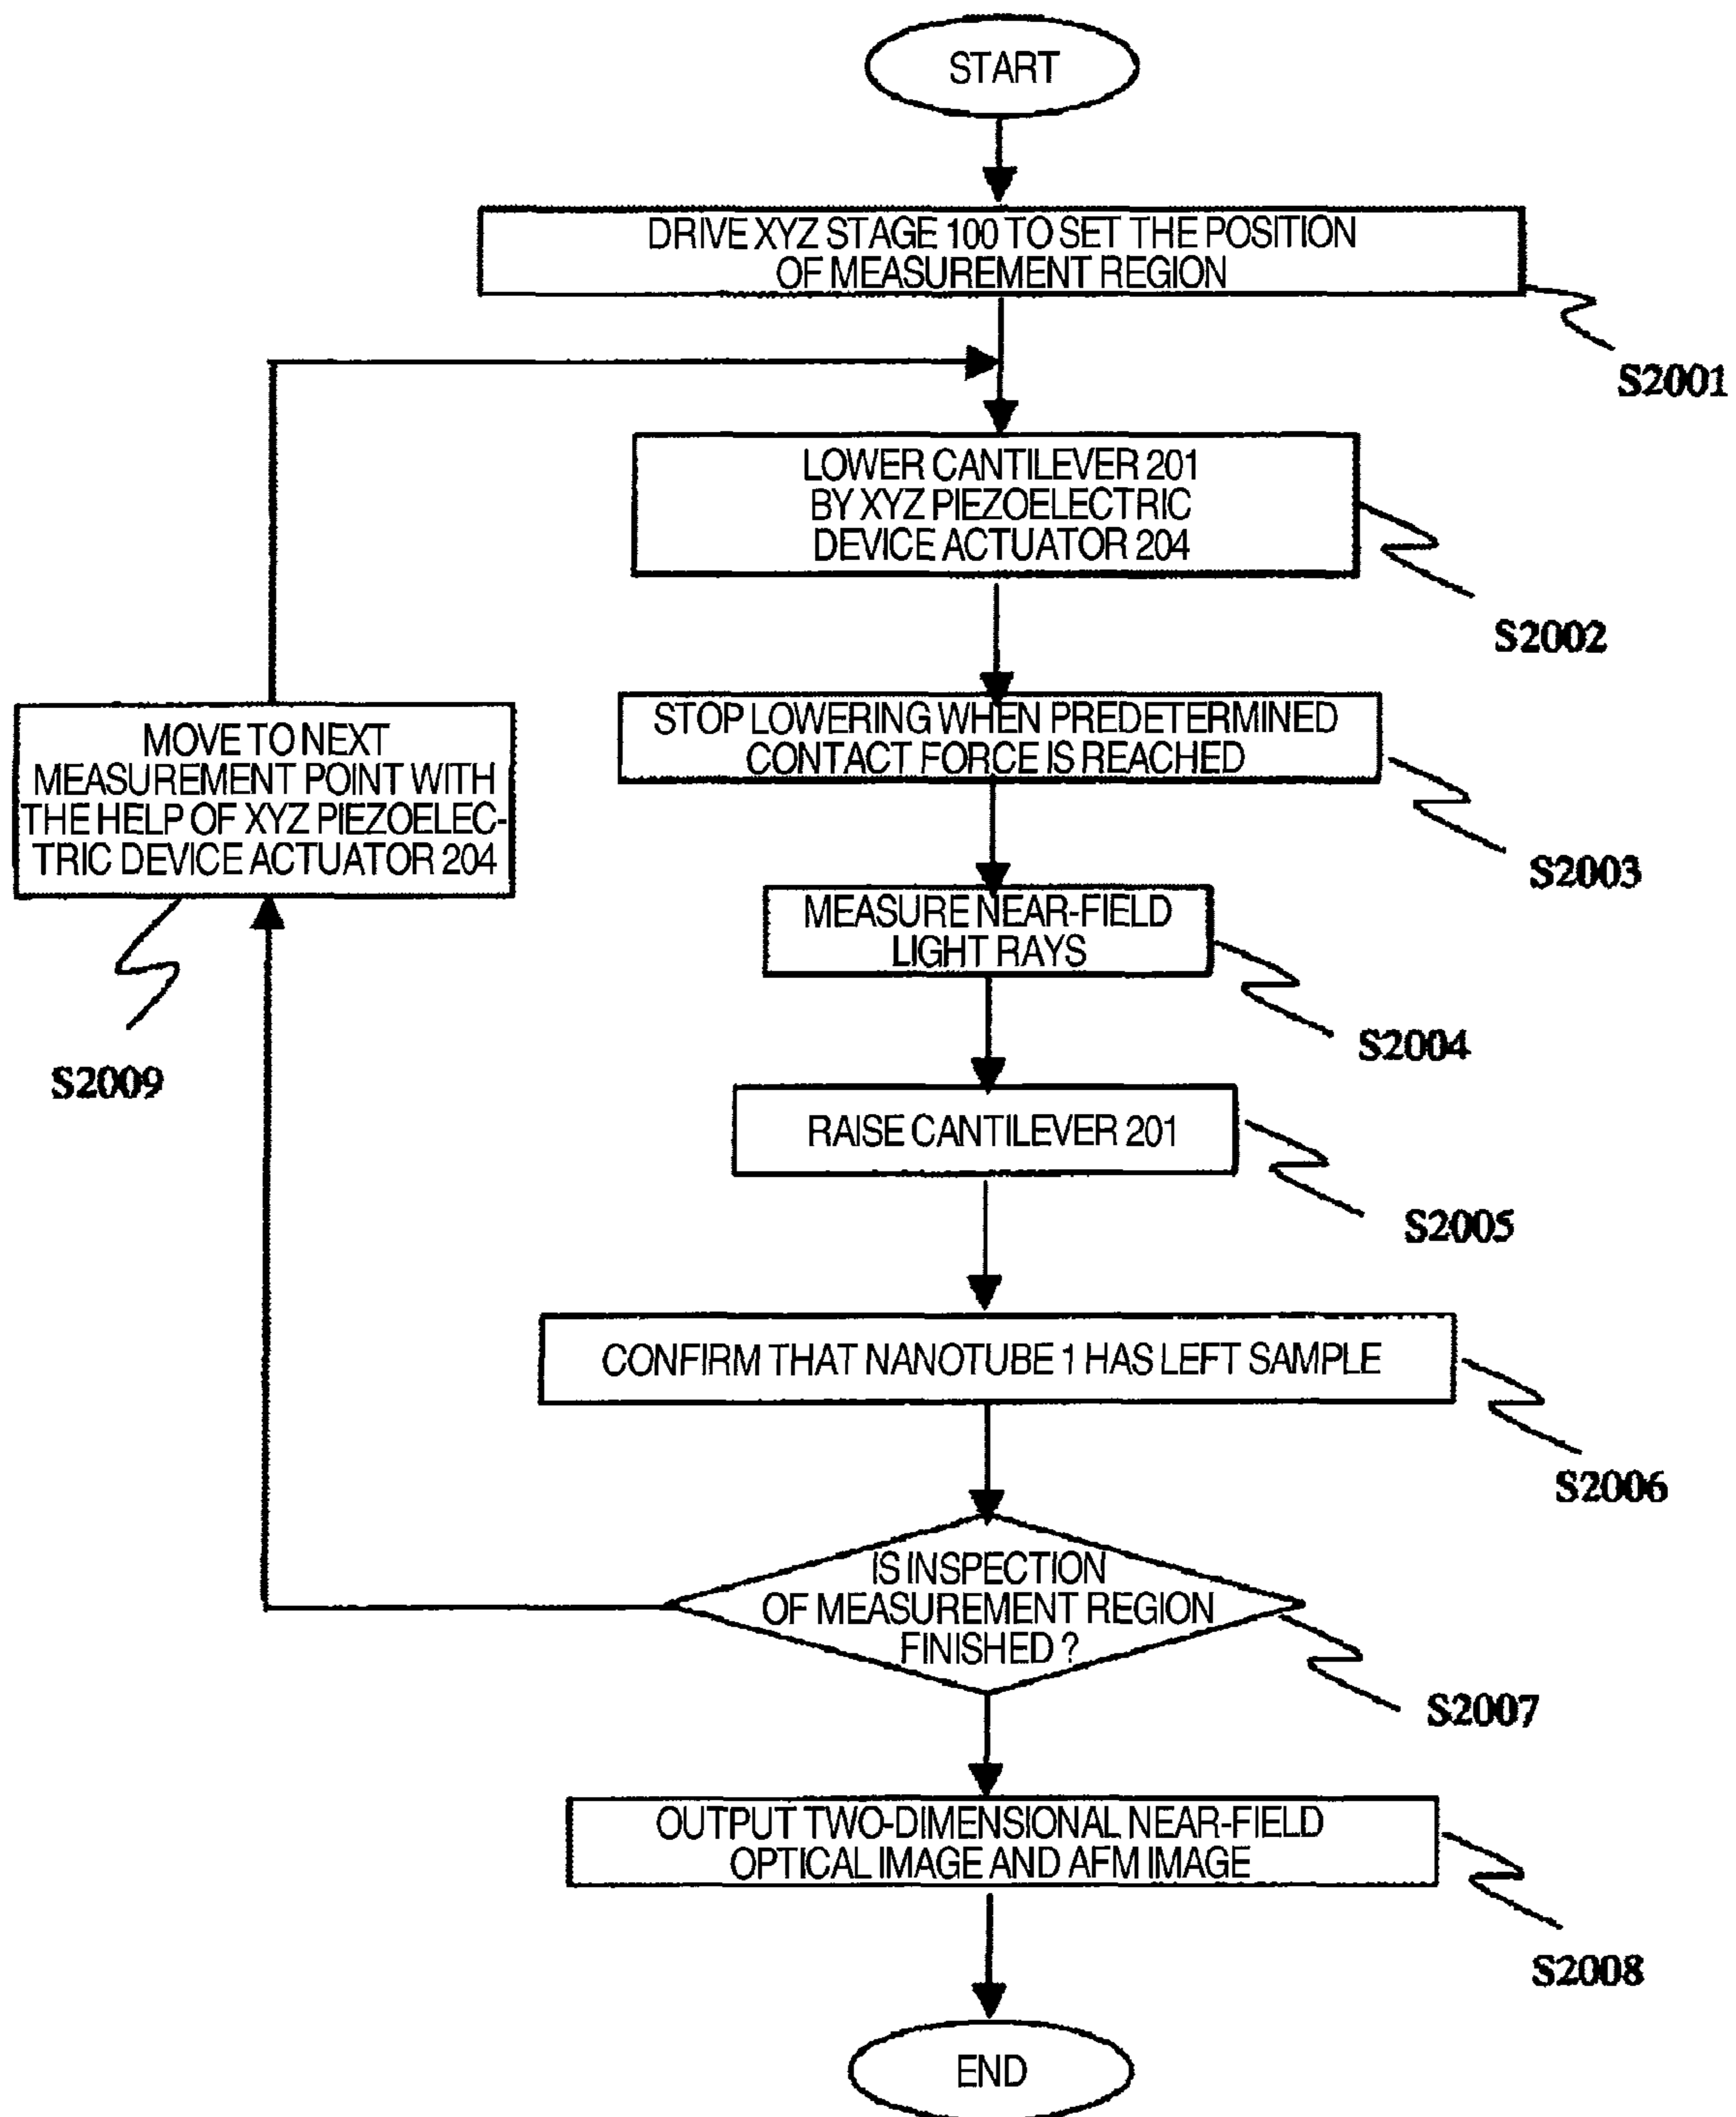 START
DRIVE XYZ STAGE 100 TO SET THE POSITION
OF MEASUREMENT REGION
S2001
LOWER CANTILEVER 201
BY XYZ PIEZOELECTRIC
DEVICE ACTUATOR 204
S2002
STOP LOWERING WHEN PREDETERMINED
CONTACT FORCE IS REACHED
S2003
MOVE TO NEXT
MEASUREMENT POINT WITH
THE HELP OF XYZ PIEZOELEC-
TRIC DEVICE ACTUATOR 204
S2009
MEASURE NEAR-FIELD
LIGHT RAYS
S2004
RAISE CANTILEVER 201
S2005
CONFIRM THAT NANOTUBE 1 HAS LEFT SAMPLE
S2006
IS INSPECTION
OF MEASUREMENT REGION
FINISHED ?
S2007
OUTPUT TWO-DIMENSIONAL NEAR-FIELD
OPTICAL IMAGE AND AFM IMAGE
S2008
END